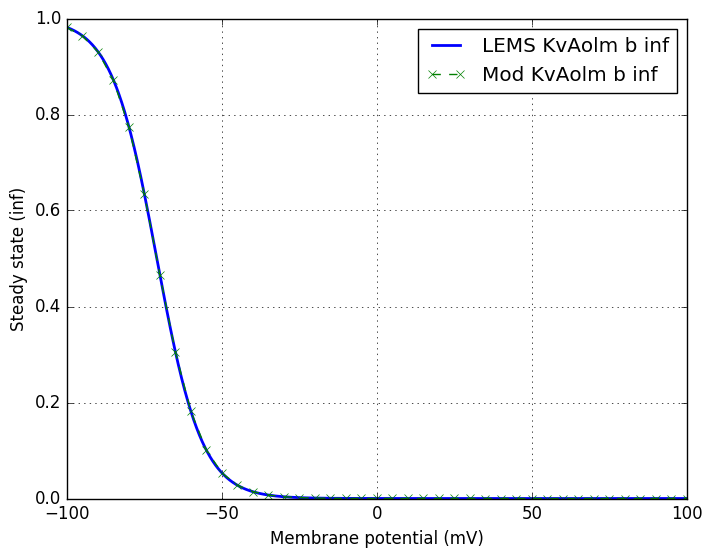 1.0
0.8
0.6
0.4
0.2
0.0
Steady state (inf)
LEMS KvAolm b inf
Mod KvAolm b inf
−100
−50
0
50
100
Membrane potential (mV)